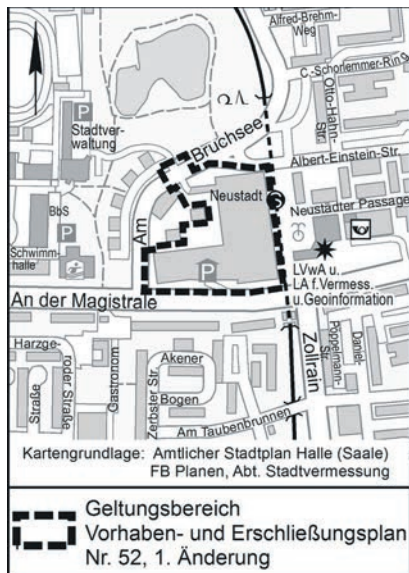 Alfred-Brehm-
Weg
C.-Schorlemmer-Ring
Otto-Hahn-
Str.
Stadtver-
waltung
P
Am Bruchsee
Albert-Einstein-Str.
Neustadt
S
Neustädter Passage
BbS
P
Schwimm-
halle
P
LVwA u.
LA f.Vermess.
u.Geoinformation
An der Magistrale
Harzge-
roder Straße
Straße
Gastronom
Zerbster Str.
Akener
Bogen
Am Taubenbrunnen
Zollrain
Daniel-
Pöppelmann-
Str.
Kartengrundlage: Amtlicher Stadtplan Halle (Saale)
FB Planen, Abt. Stadtvermessung
Geltungsbereich
Vorhaben- und Erschließungsplan
Nr. 52, 1. Änderung